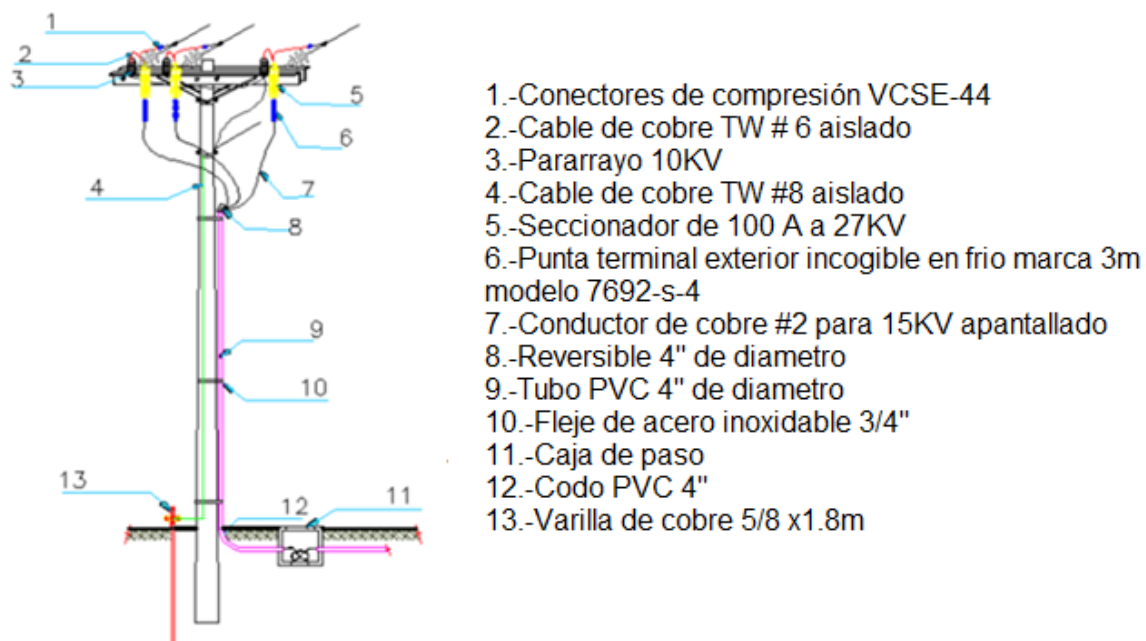 1
2
3
5
6
4
7
8
9
10
13
12
11
1.-Conectores de compresión VCSE-44
2.-Cable de cobre TW # 6 aislado
3.-Pararrayo 10KV
4.-Cable de cobre TW #8 aislado
5.-Seccionador de 100 A a 27KV
6.-Punta terminal exterior incogible en frio marca 3m
modelo 7692-s-4
7.-Conductor de cobre #2 para 15KV apantallado
8.-Reversible 4" de diametro
9.-Tubo PVC 4" de diametro
10.-Fleje de acero inoxidable 3/4"
11.-Caja de paso
12.-Codo PVC 4"
13.-Varilla de cobre 5/8 x1.8m